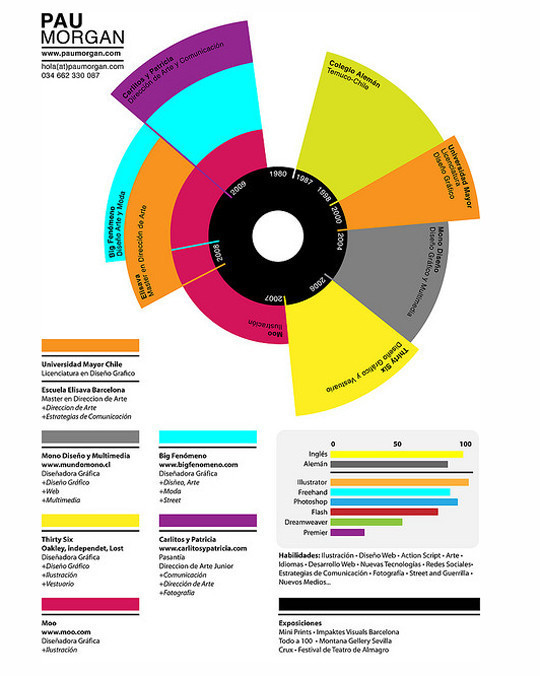 PAU
MORGAN
www.paumorgan.com
hola(at)paumorgan.com
034 662 330 087
Carlitos y Patricia
Dirección de Arte y Comunicación
Colegio Alemán
Temuco-Chile
Universidad Mayor
Licenciatura
Diseño Gráfico
Mono Diseño
Diseño Gráfico y Multimedia
Thirty Six
Diseño Gráfico y Vestuario
Moo
Ilustración
Elisava
Master en Dirección de Arte
Big Fenómeno
Diseño Arte y Moda
1980
1987
1998
2000
2004
2006
2007
2008
2009
Universidad Mayor Chile
Licenciatura en Diseño Grafico
Escuela Elisava Barcelona
Master en Direccion de Arte
+Direccion de Arte
+Estrategias de Comunicación
Mono Diseño y Multimedia
www.mundomono.cl
Diseñadora Gráfica
+Diseño Gráfico
+Web
+Multimedia
Big Fenómeno
www.bigfenomeno.com
Diseñadora Gráfica
+Diseño, Arte
+Moda
+Street
Thirty Six
Oakley, independet, Lost
Diseñadora Gráfica
+Diseño Gráfico
+Ilustración
+Vestuario
Carlitos y Patricia
www.carlitosypatricia.com
Pasantía
Direccion de Arte Junior
+Comunicación
+Dirección de Arte
+Fotografía
Moo
www.moo.com
Diseñadora Gráfica
+Ilustración
0 50 100
Inglés
Alemán
Illustrator
Freehand
Photoshop
Flash
Dreamweaver
Premier
Habilidades: Ilustración • Diseño Web • Action Script • Arte •
Idiomas • Desarrollo Web • Nuevas Tecnologías • Redes Sociales•
Estrategias de Comunicación • Fotografía • Street and Guerrilla •
Nuevos Medios...
Exposiciones
Mini Prints • Impaktes Visuals Barcelona
Todo a 100 • Montana Gellery Sevilla
Crux • Festival de Teatro de Almagro